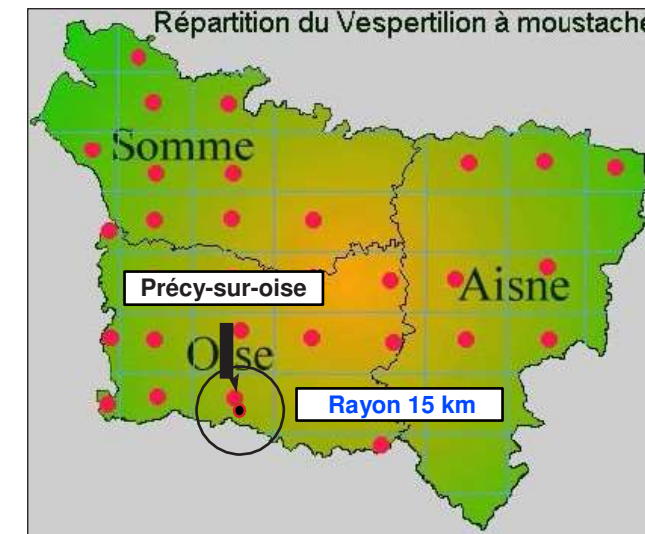 Répartition du Vespertilion à moustache
Somme
Précy-sur-oise
Aisne
Oise
Rayon 15 km